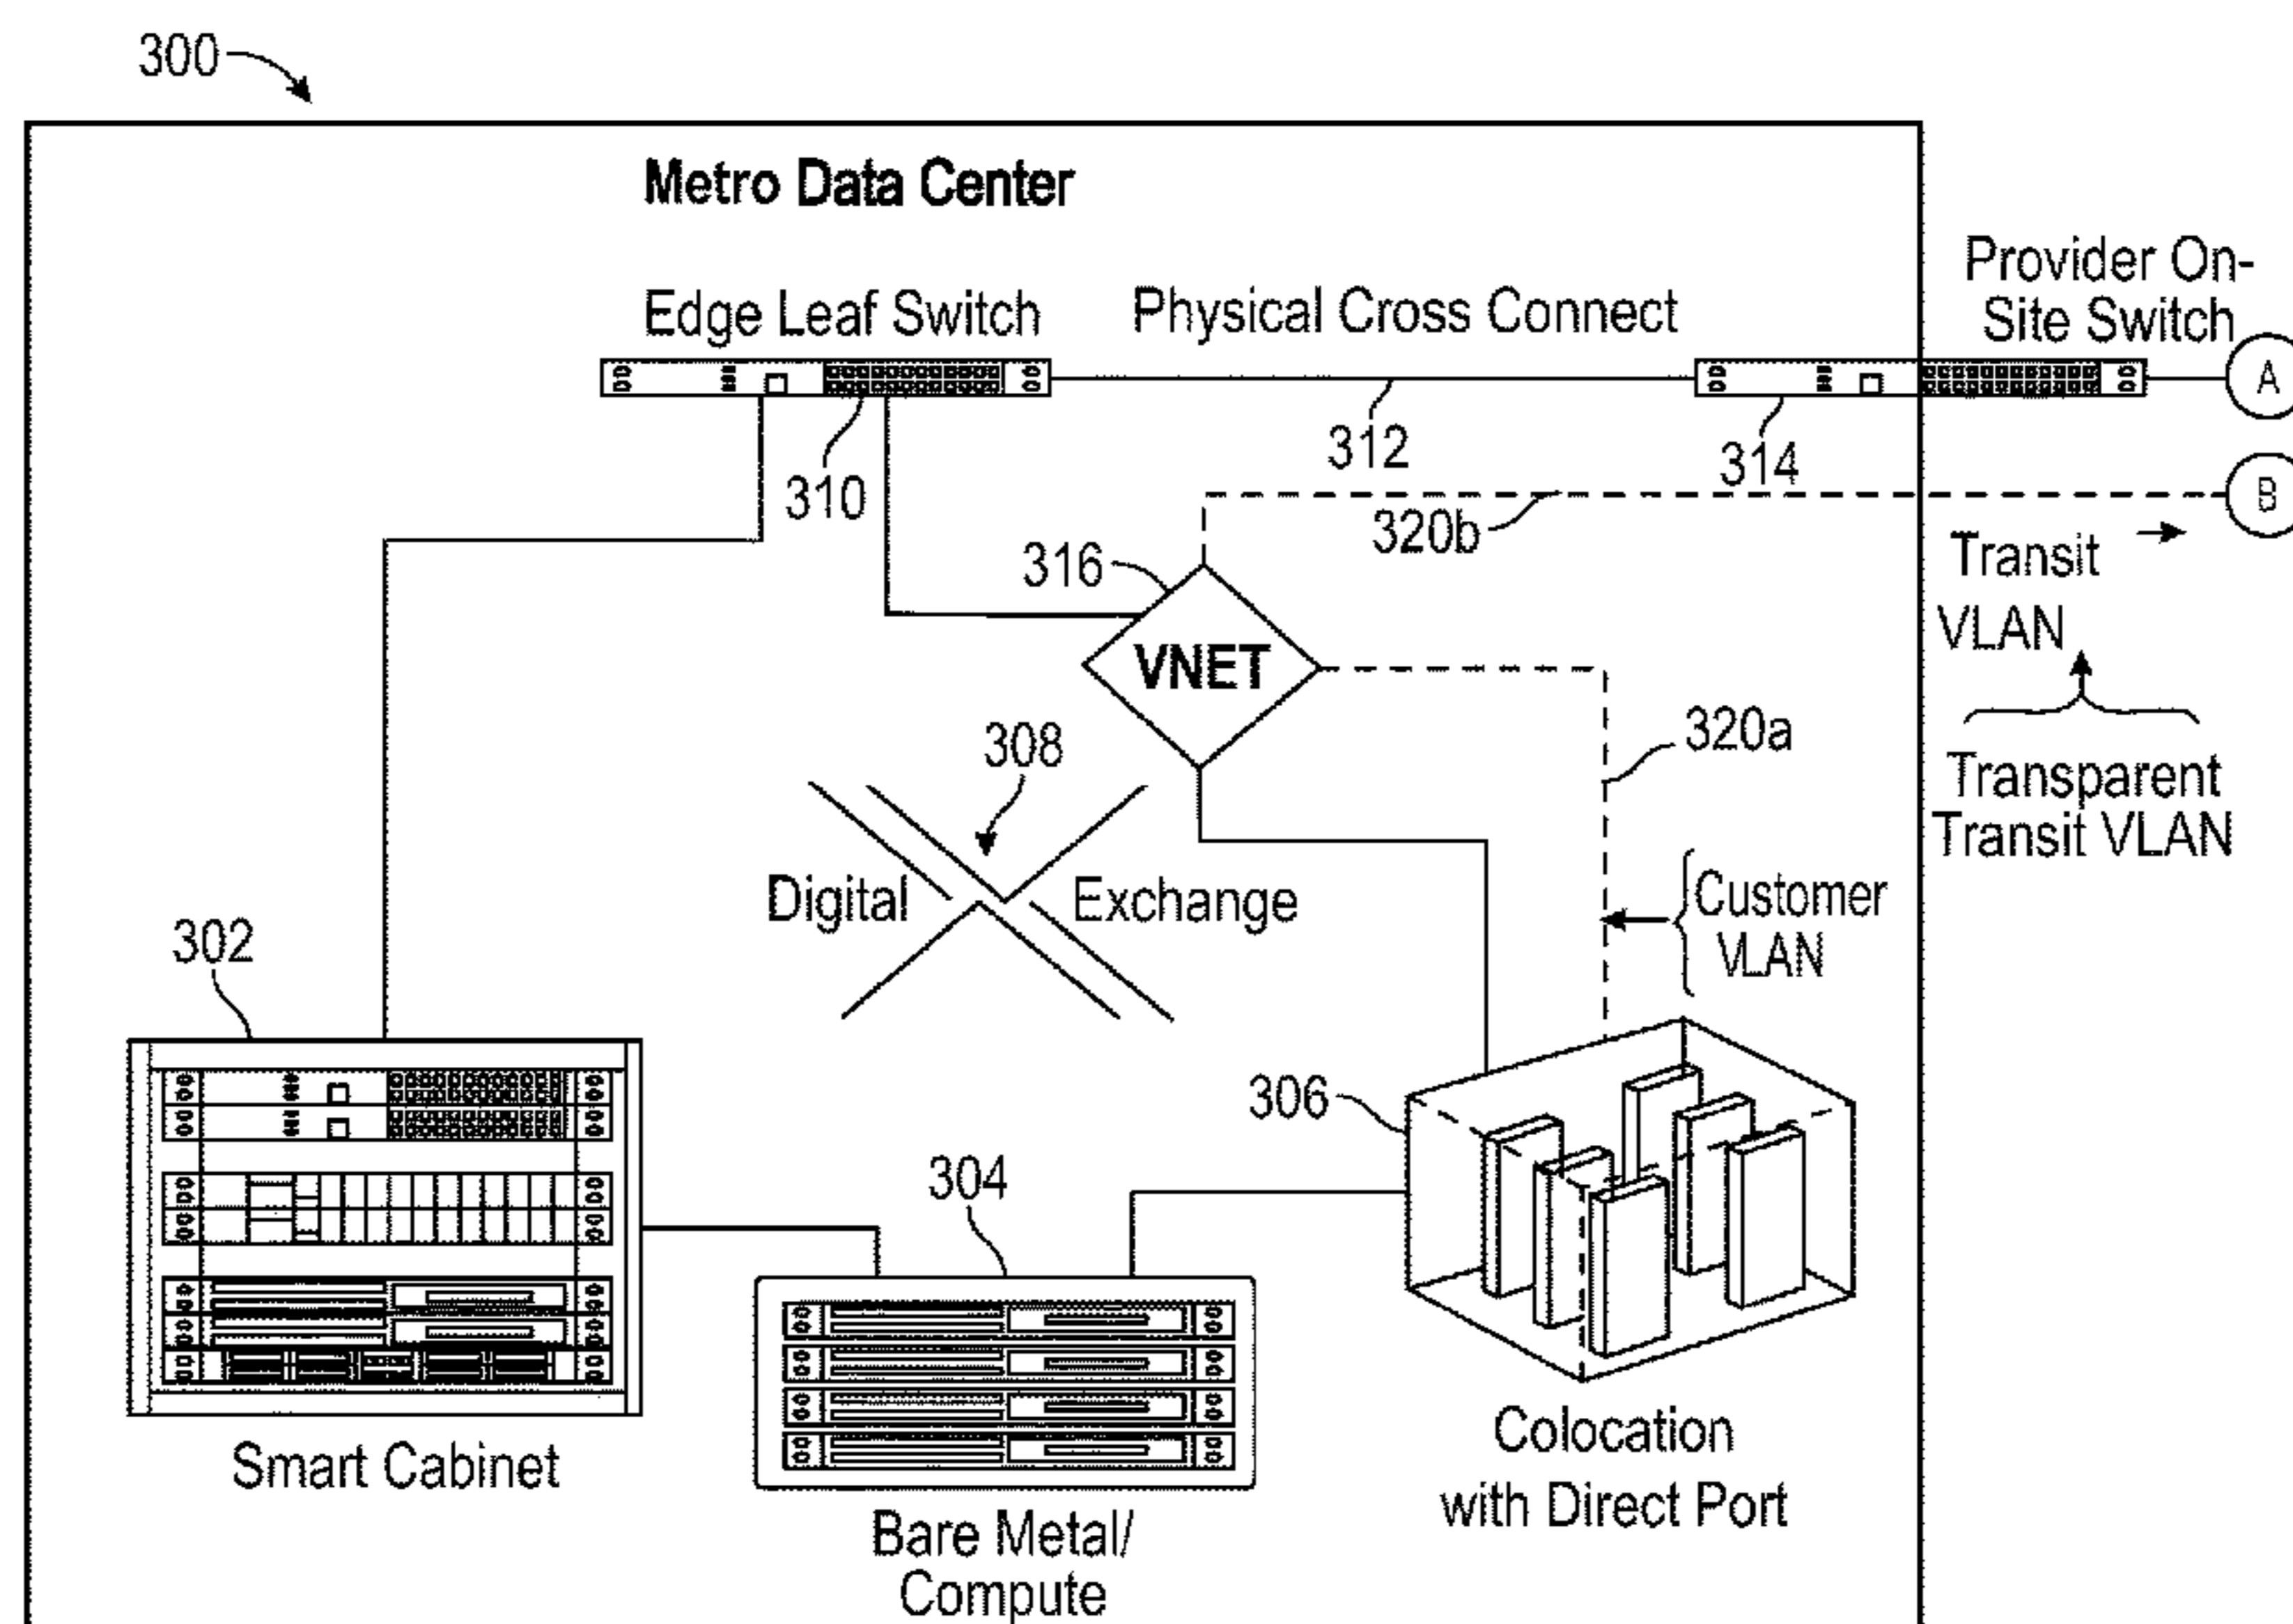 300
Metro Data Center
Provider On-
Site Switch
Edge Leaf Switch
Physical Cross Connect
A
310
312
314
B
320b
316
Transit
VLAN
VNET
320a
308
Transparent
Transit VLAN
Digital
Exchange
Customer
VLAN
302
306
304
Smart Cabinet
Colocation
with Direct Port
Bare Metal/
Compute